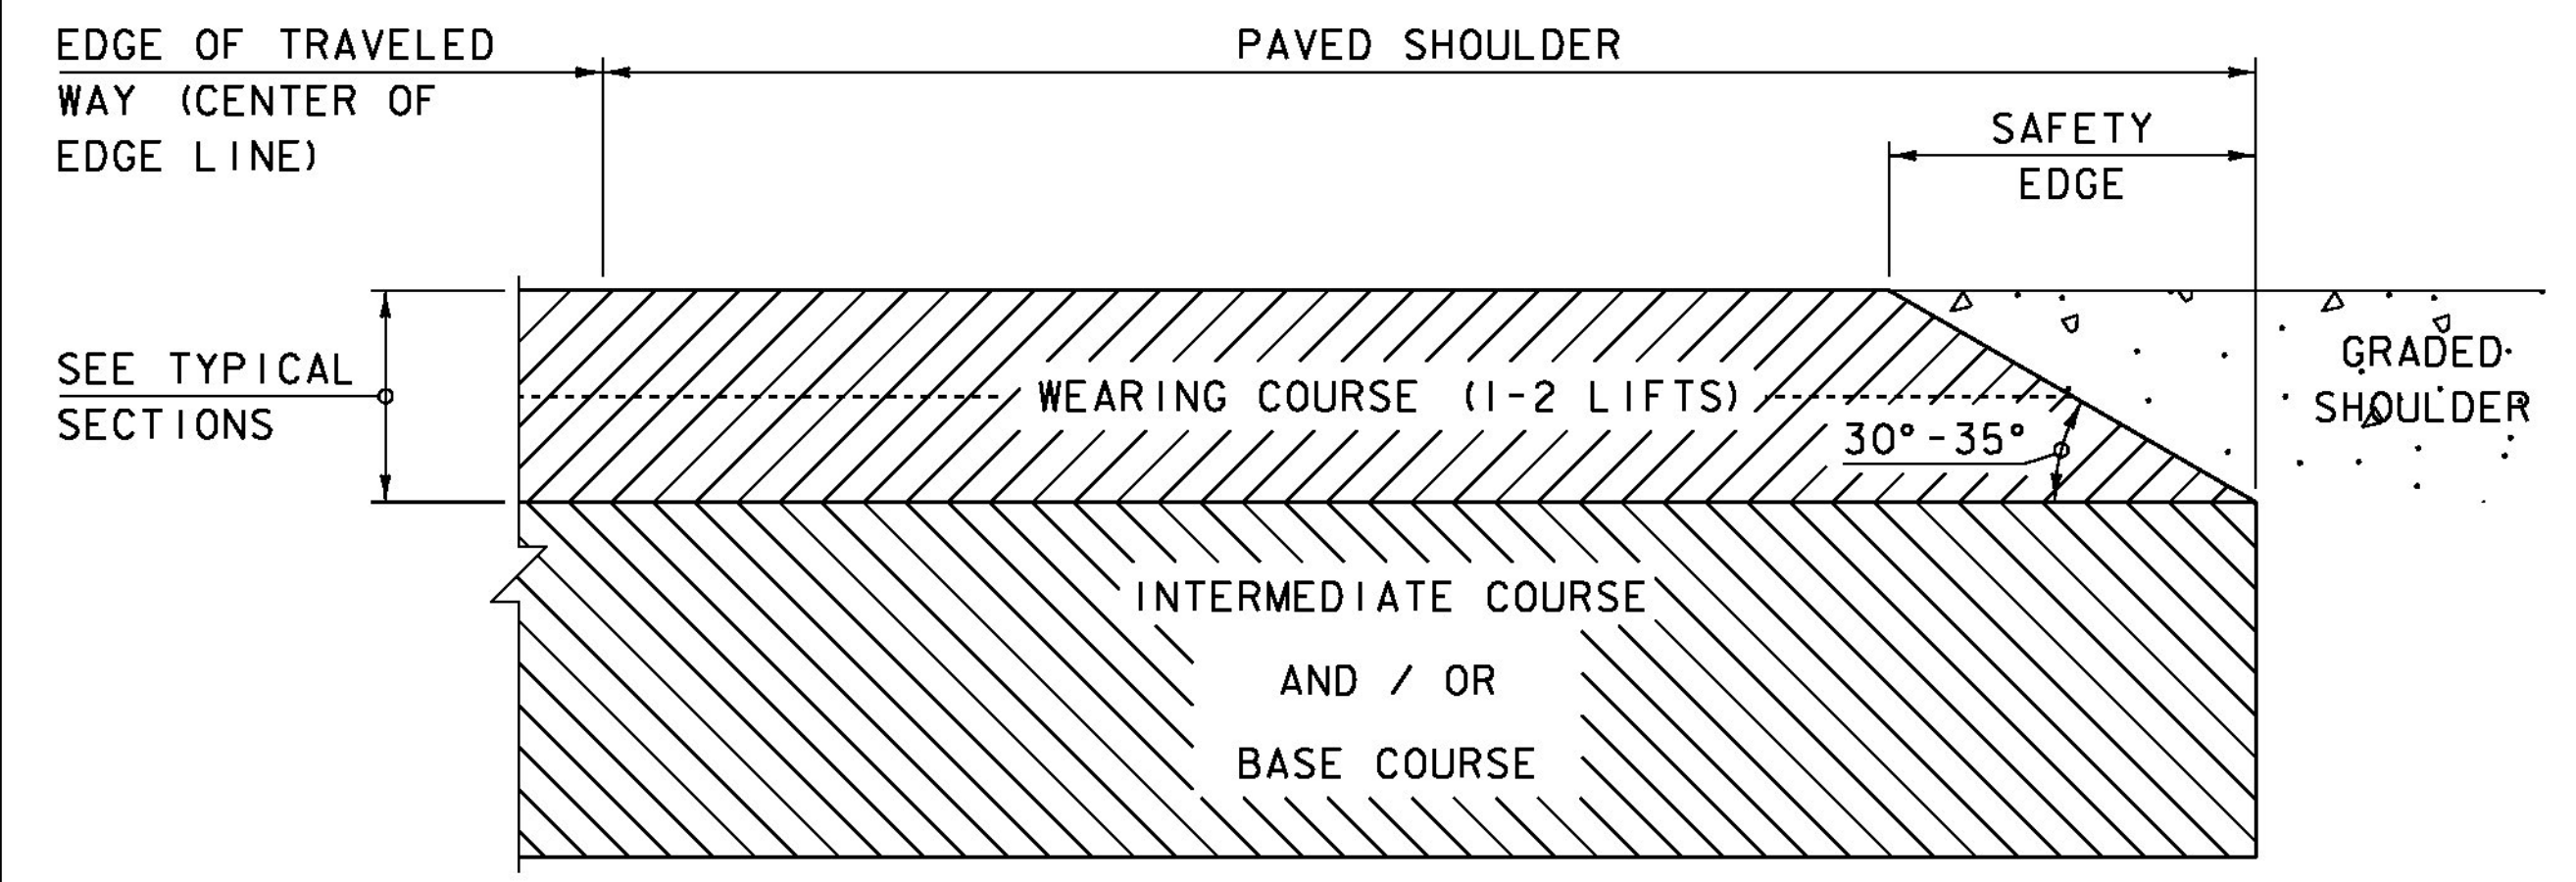 EDGE OF TRAVELED
WAY (CENTER OF
EDGE LINE)
PAVED SHOULDER
SAFETY
EDGE
SEE TYPICAL
SECTIONS
WEARING COURSE (1-2 LIFTS)
30°-35°
GRADED
SHOULDER
INTERMEDIATE COURSE
AND / OR
BASE COURSE